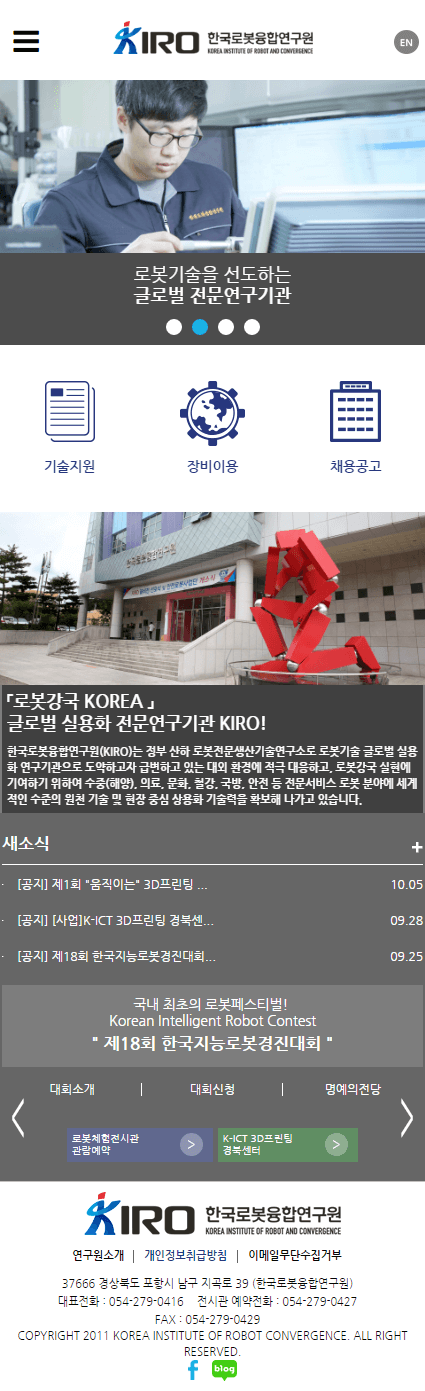 KIRO 한국로봇융합연구원
KOREA INSTITUTE OF ROBOT AND CONVERGENCE
EN
로봇기술을 선도하는
글로벌 전문연구기관
기술지원 장비이용 채용공고
「로봇강국 KOREA 」
글로벌 실용화 전문연구기관 KIRO!
한국로봇융합연구원(KIRO)는 정부 산하 로봇전문생산기술연구소로 로봇기술 글로벌 실용
화 연구기관으로 도약하고자 급변하고 있는 대외 환경에 적극 대응하고, 로봇강국 실현에
기여하기 위하여 수중(해양), 의료, 문화, 철강, 국방, 안전 등 전문서비스 로봇 분야에 세계
적인 수준의 원천 기술 및 현장 중심 상용화 기술력을 확보해 나가고 있습니다.
새소식 +
· [공지] 제1회 "움직이는" 3D프린팅 ... 10.05
· [공지] [사업]K-ICT 3D프린팅 경북센... 09.28
· [공지] 제18회 한국지능로봇경진대회... 09.25
국내 최초의 로봇페스티벌!
Korean Intelligent Robot Contest
" 제18회 한국지능로봇경진대회 "
대회소개 | 대회신청 | 명예의전당
로봇체험전시관
관람예약 >
K-ICT 3D프린팅
경북센터 >
KIRO 한국로봇융합연구원
KOREA INSTITUTE OF ROBOT AND CONVERGENCE
연구원소개 | 개인정보취급방침 | 이메일무단수집거부
37666 경상북도 포항시 남구 지곡로 39 (한국로봇융합연구원)
대표전화 : 054-279-0416 전시관 예약전화 : 054-279-0427
FAX : 054-279-0429
COPYRIGHT 2011 KOREA INSTITUTE OF ROBOT CONVERGENCE. ALL RIGHT
RESERVED.
f blog